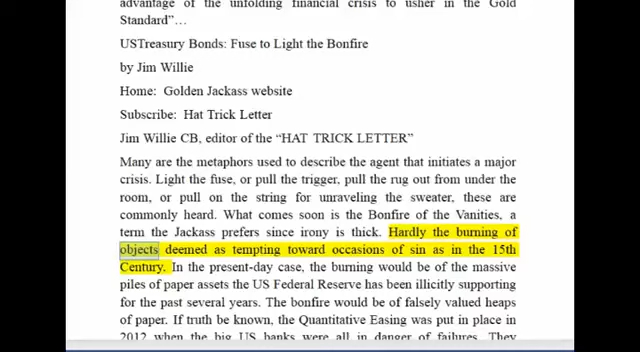 advantage of the unfolding financial crisis to usher in the Gold
Standard”…
USTreasury Bonds: Fuse to Light the Bonfire
by Jim Willie
Home: Golden Jackass website
Subscribe: Hat Trick Letter
Jim Willie CB, editor of the “HAT TRICK LETTER”
Many are the metaphors used to describe the agent that initiates a major
crisis. Light the fuse, or pull the trigger, pull the rug out from under the
room, or pull on the string for unraveling the sweater, these are
commonly heard. What comes soon is the Bonfire of the Vanities, a
term the Jackass prefers since irony is thick. Hardly the burning of
objects deemed as tempting toward occasions of sin as in the 15th
Century. In the present-day case, the burning would be of the massive
piles of paper assets the US Federal Reserve has been illicitly supporting
for the past several years. The bonfire would be of falsely valued heaps
of paper. If truth be known, the Quantitative Easing was put in place in
2012 when the big US banks were all in danger of failures. They